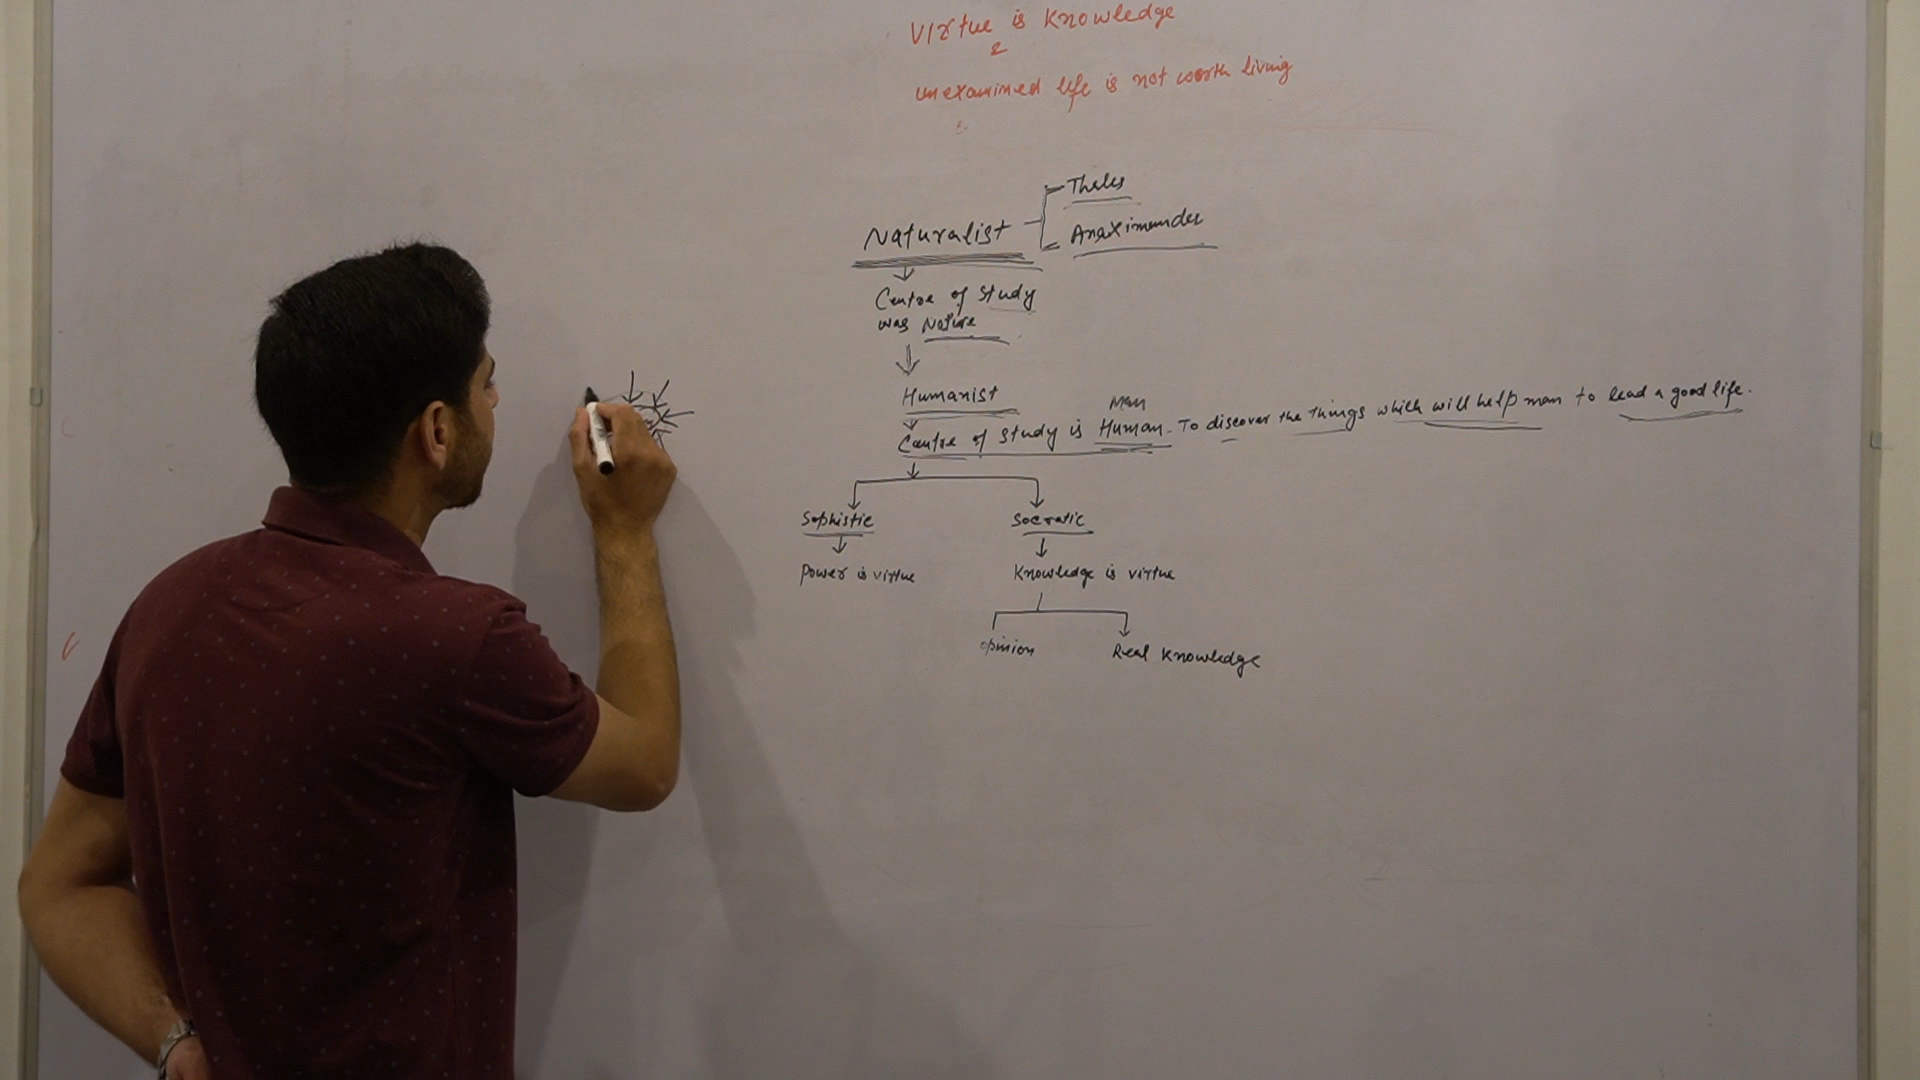 Virtue is Knowledge
&
unexamined life is not worth living
Thales
Naturalist
Anaximander
Centre of Study
was Nature
Humanist
Man
Centre of Study is Human. To discover the things which will help man to lead a good life.
Sophistic
Socratic
Power is virtue
Knowledge is virtue
opinion
Real Knowledge